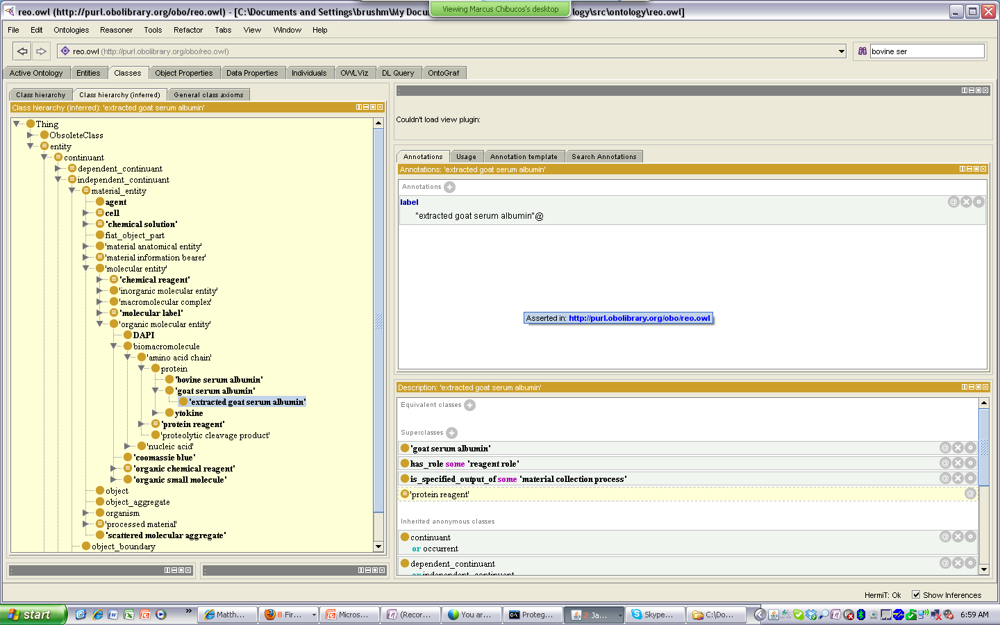 reo.owl (http://purl.obolibrary.org/obo/reo.owl) - [C:\Documents and Settings\brushm\My Docu
logy\src\ontology\reo.owl]
Viewing Marcus Chibucos's desktop
File Edit Ontologies Reasoner Tools Refactor Tabs View Window Help
reo.owl (http://purl.obolibrary.org/obo/reo.owl)
bovine ser
Active Ontology Entities Classes Object Properties Data Properties Individuals OWLViz DL Query OntoGraf
Class hierarchy Class hierarchy (inferred) General class axioms
Class hierarchy (inferred): 'extracted goat serum albumin'
Thing
ObsoleteClass
entity
continuant
dependent_continuant
independent_continuant
material_entity
agent
cell
'chemical solution'
fiat_object_part
'material anatomical entity'
'material information bearer'
'molecular entity'
'chemical reagent'
'inorganic molecular entity'
'macromolecular complex'
'molecular label'
'organic molecular entity'
DAPI
biomacromolecule
'amino acid chain'
protein
'bovine serum albumin'
'goat serum albumin'
'extracted goat serum albumin'
ytokine
'protein reagent'
'proteolytic cleavage product'
'nucleic acid'
'coomassie blue'
'organic chemical reagent'
'organic small molecule'
object
object_aggregate
organism
'processed material'
'scattered molecular aggregate'
object_boundary
:
:
:
Couldn't load view plugin:
Annotations Usage Annotation template Search Annotations
Annotations: 'extracted goat serum albumin'
Annotations
label
"extracted goat serum albumin"@
Asserted in: http://purl.obolibrary.org/obo/reo.owl
Description: 'extracted goat serum albumin'
Equivalent classes
Superclasses
'goat serum albumin'
has_role some 'reagent role'
is_specified_output_of some 'material collection process'
'protein reagent'
Inherited anonymous classes
continuant
or occurrent
dependent_continuant
or independent_continuant
HermiT: Ok Show Inferences
start
Matth... 8 Fir... Micros... (Recor... You ar... Proteg... 2 Ja... Skype... C:\Do... 6:59 AM